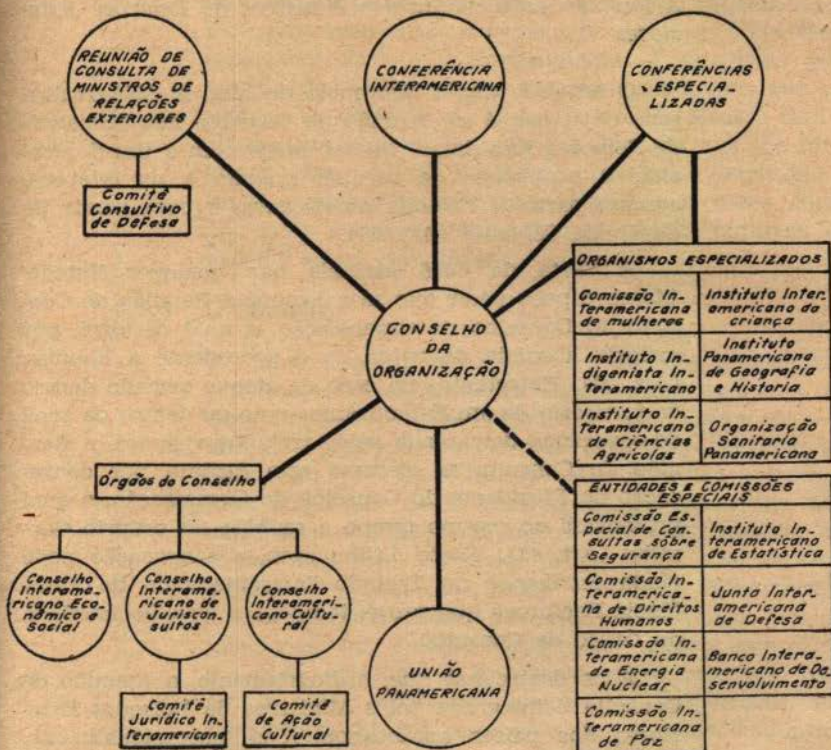 REUNIÃO DE
CONSULTA DE
MINISTROS DE
RELAÇÕES
EXTERIORES
CONFERÊNCIA
INTERAMERICANA
CONFERÊNCIAS
ESPECIA_
LIZADAS
Comitê
Consultivo
de Defesa
CONSELHO
DA
ORGANIZAÇÃO
ORGANISMOS ESPECIALIZADOS
Comissão In_
Teramericana
de mulheres
Instituto Inter_
americano da
criança
Instituto In_
digenista In_
Teramericano
Instituto
Panamericano
de Geografia
e Historia
Instituto In_
Teramericano
de Ciências
Agrícolas
Organização
Sanitaria
Panamericana
ENTIDADES E COMISSÕES
ESPECIAIS
Comissão Es_
pecial de Con_
sultas sôbre
Segurança
Instituto In_
teramericano
de Estatística
Comissão In_
Teramerica_
na de Direitos
Humanos
Junta Inter_
americana
de Defesa
Comissão In_
Teramericana
de Energia
Nuclear
Banco Intera_
mericano de De_
senvolvimento
Comissão In_
Teramericana
de Paz
Órgãos do Conselho
Conselho
Interame_
ricano Eco_
nômico e
Social
Conselho
Interame_
ricano de
Juriscon_
sultos
Conselho
Interameri_
cano Cultu_
ral
Comitê
Jurídico In_
Teramericano
Comitê
de Ação
Cultural
UNIÃO
PANAMERICANA